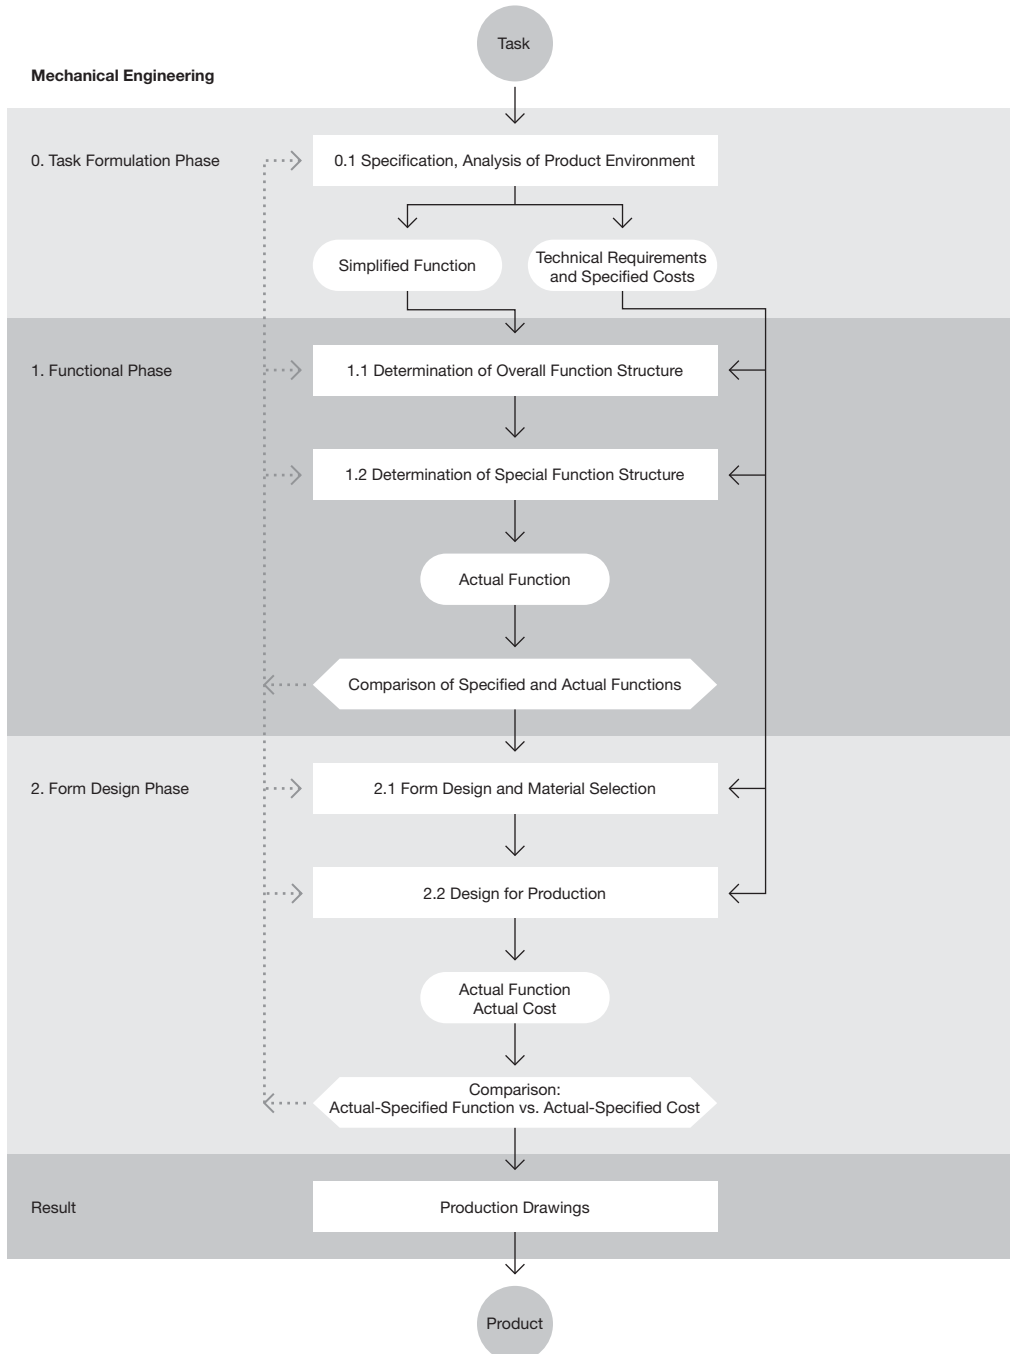 Task
Mechanical Engineering
0. Task Formulation Phase
0.1 Specification, Analysis of Product Environment
Simplified Function
Technical Requirements
and Specified Costs
1. Functional Phase
1.1 Determination of Overall Function Structure
1.2 Determination of Special Function Structure
Actual Function
Comparison of Specified and Actual Functions
2. Form Design Phase
2.1 Form Design and Material Selection
2.2 Design for Production
Actual Function
Actual Cost
Comparison:
Actual-Specified Function vs. Actual-Specified Cost
Result
Production Drawings
Product